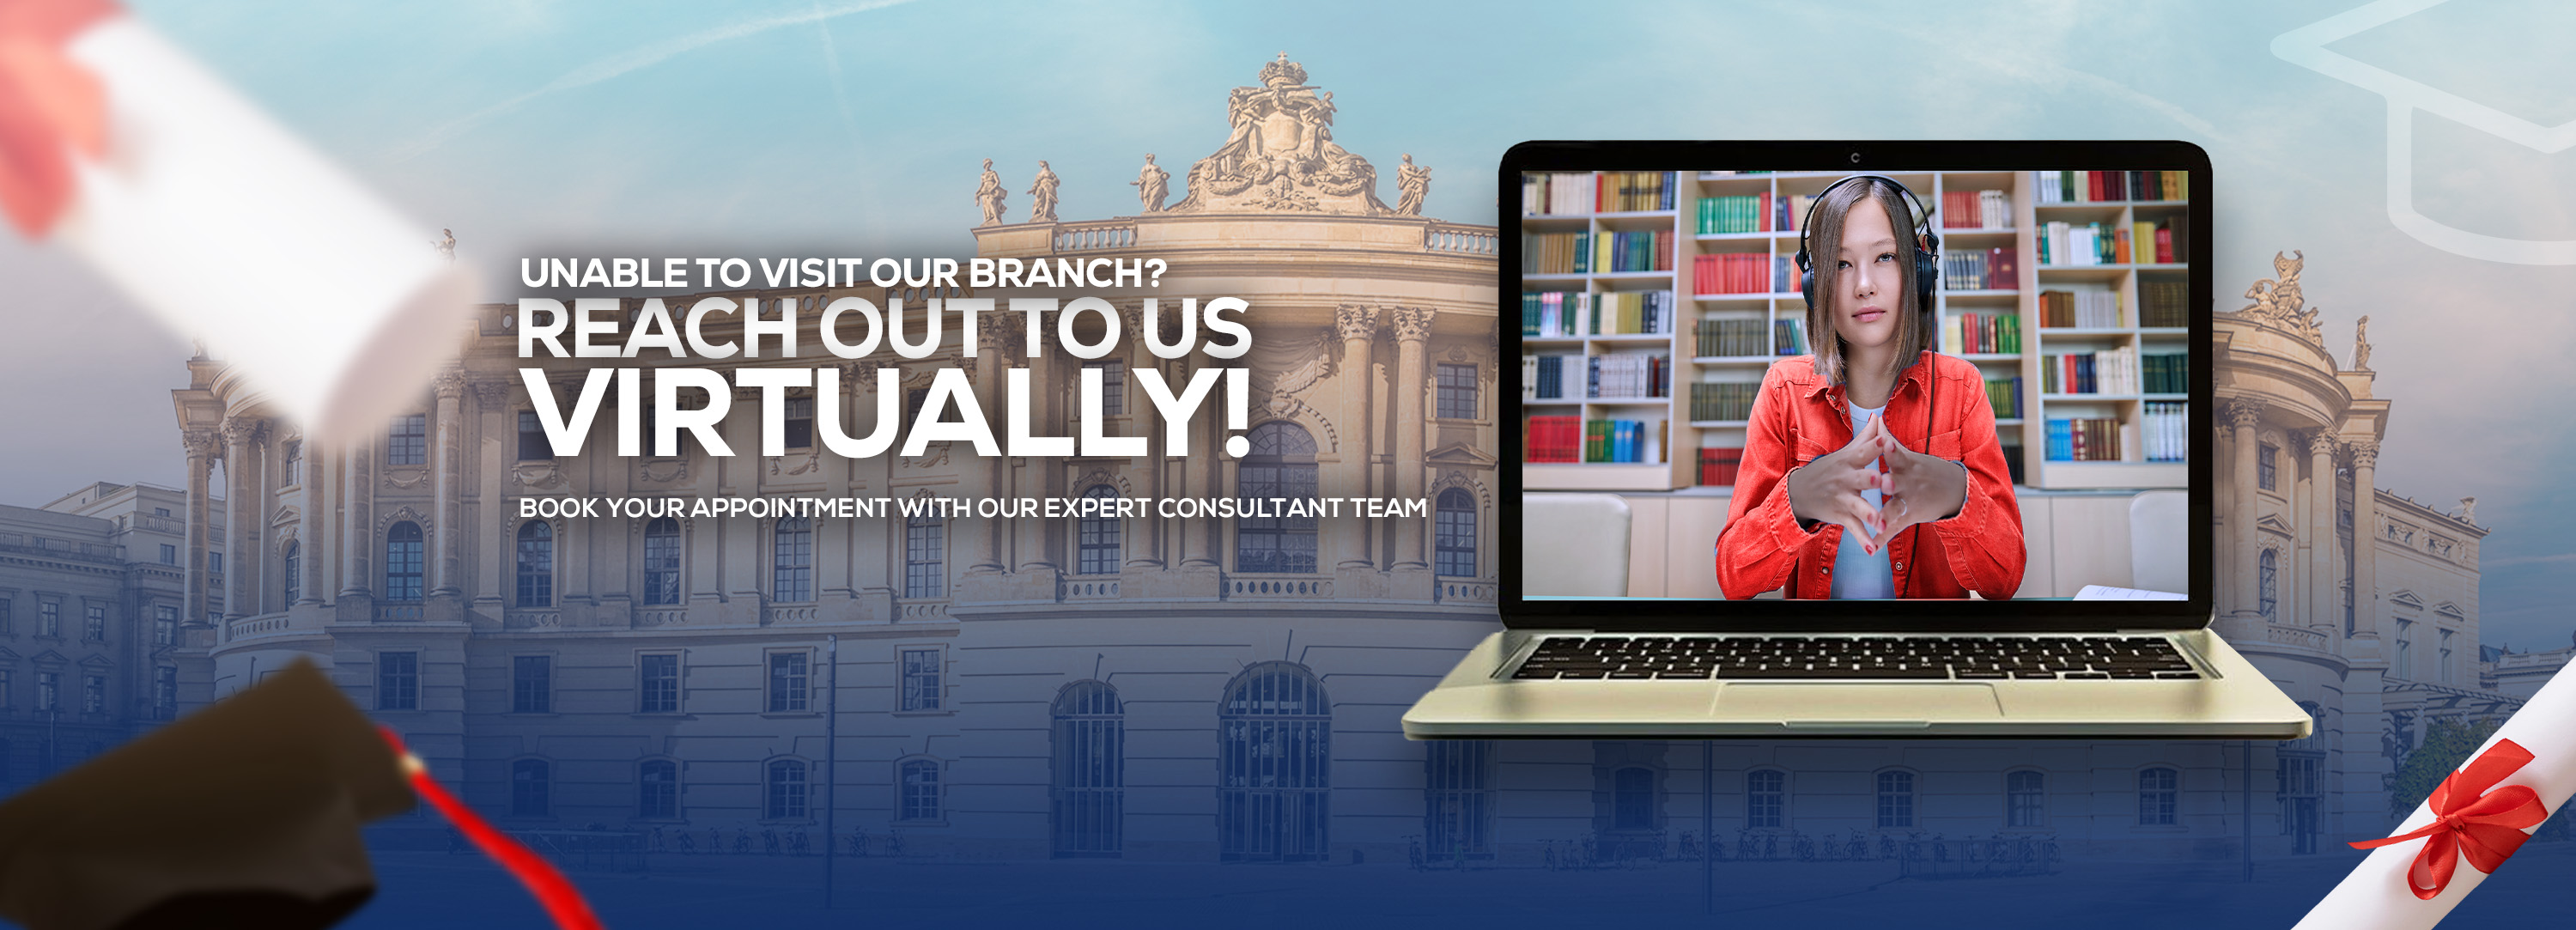 UNABLE TO VISIT OUR BRANCH?
REACH OUT TO US
VIRTUALLY!
BOOK YOUR APPOINTMENT WITH OUR EXPERT CONSULTANT TEAM